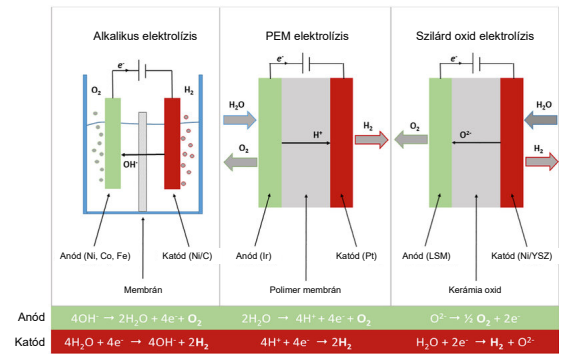 Alkalikus elektrolízis
PEM elektrolízis
Szilárd oxid elektrolízis
e⁻
O₂
H₂
OH⁻
Anód (Ni, Co, Fe)
Katód (Ni/C)
Membrán
e⁻
H₂O
O₂
H⁺
H₂
Anód (Ir)
Katód (Pt)
Polimer membrán
e⁻
O₂
O²⁻
H₂O
H₂
Anód (LSM)
Katód (Ni/YSZ)
Kerámia oxid
Anód 4OH⁻ → 2H₂O + 4e⁻ + O₂ 2H₂O → 4H⁺ + 4e⁻ + O₂ O²⁻ → ½ O₂ + 2e⁻
Katód 4H₂O + 4e⁻ → 4OH⁻ + 2H₂ 4H⁺ + 4e⁻ → 2H₂ H₂O + 2e⁻ → H₂ + O²⁻